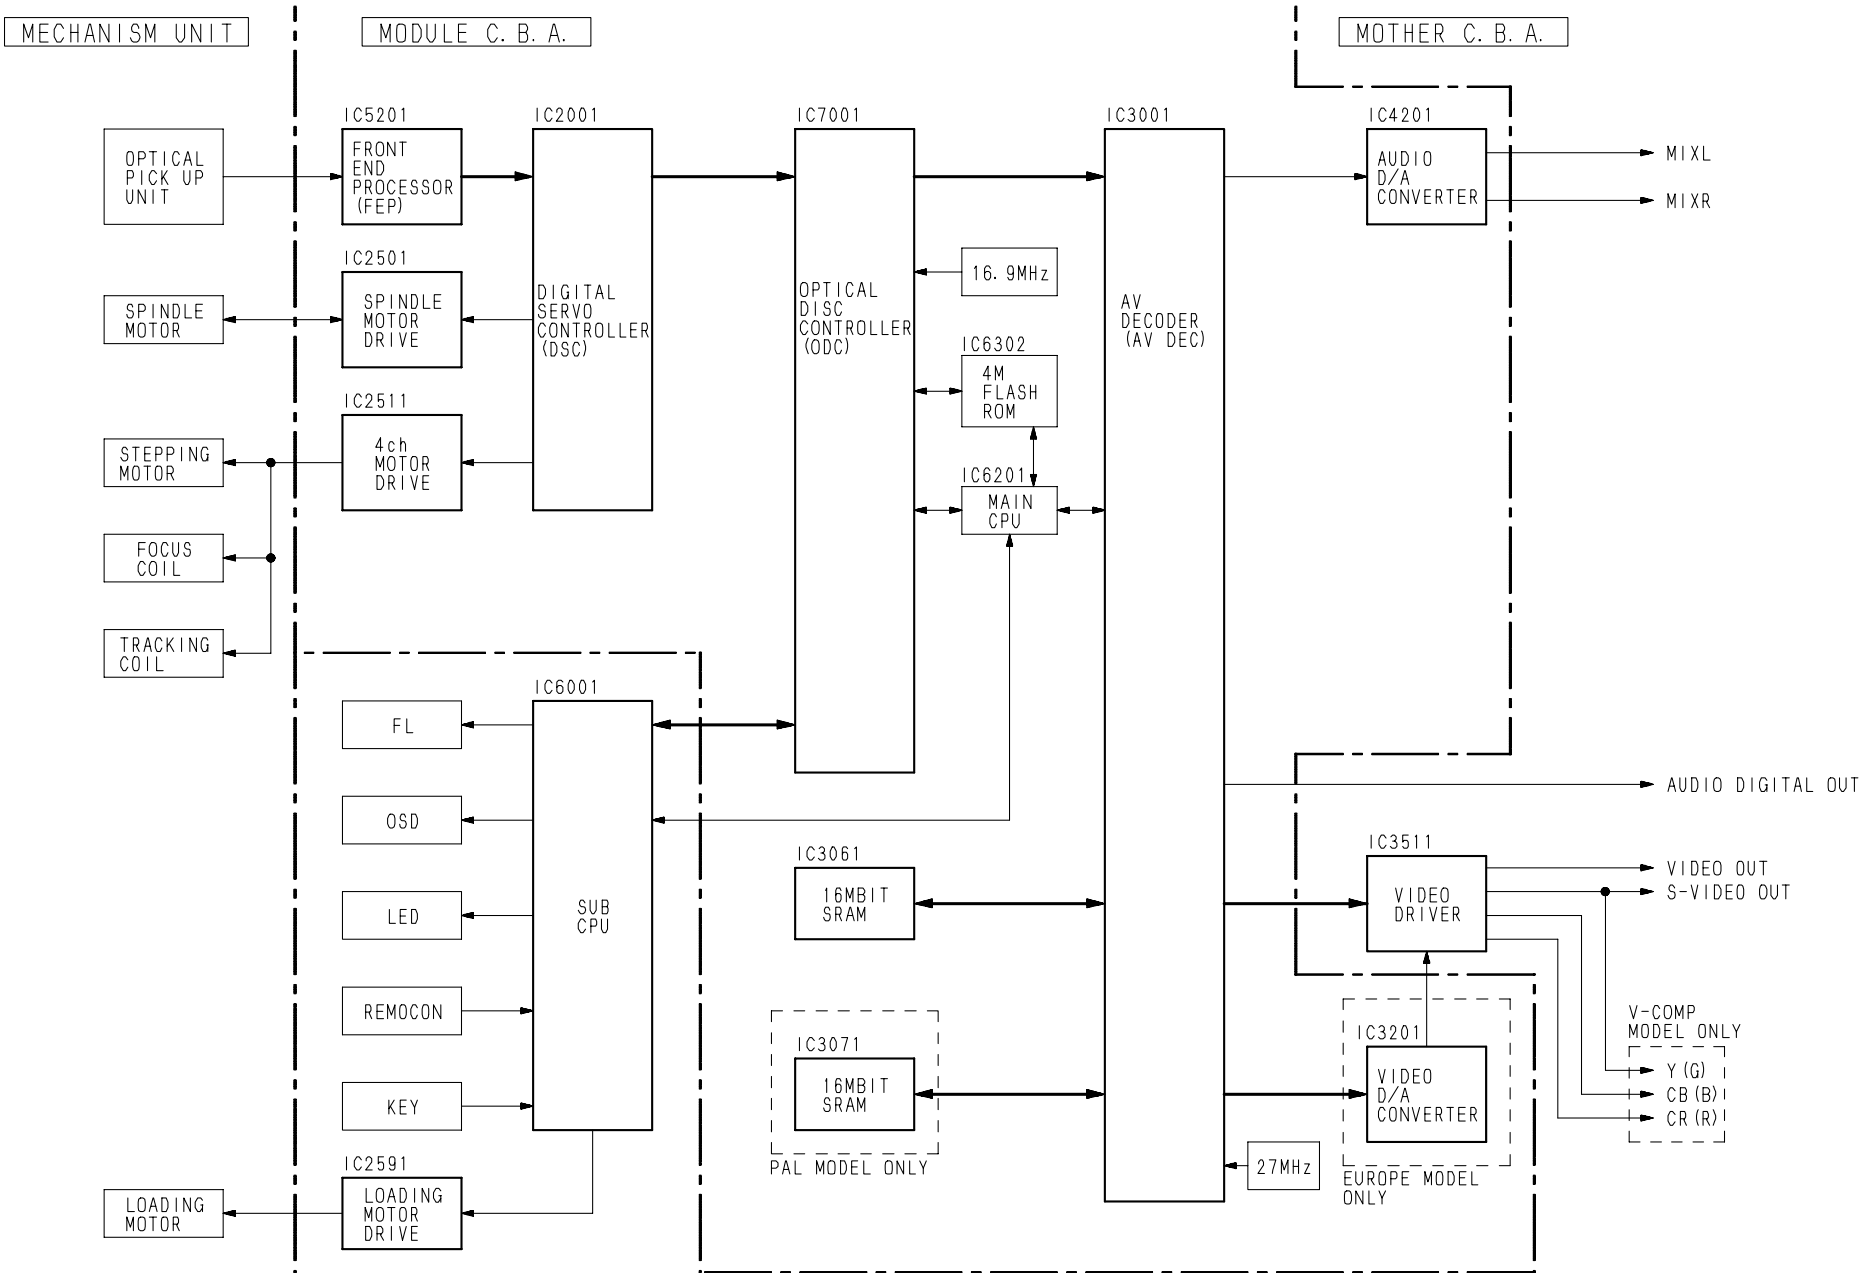 MECHANISM UNIT
MODULE C. B. A.
MOTHER C. B. A.
OPTICAL
PICK UP
UNIT
IC5201
FRONT
END
PROCESSOR
(FEP)
IC2001
DIGITAL
SERVO
CONTROLLER
(DSC)
IC7001
OPTICAL
DISC
CONTROLLER
(ODC)
IC3001
AV
DECODER
(AV DEC)
IC4201
AUDIO
D/A
CONVERTER
MIXL
MIXR
SPINDLE
MOTOR
IC2501
SPINDLE
MOTOR
DRIVE
16. 9MHz
IC6302
4M
FLASH
ROM
STEPPING
MOTOR
IC2511
4ch
MOTOR
DRIVE
IC6201
MAIN
CPU
FOCUS
COIL
TRACKING
COIL
IC6001
SUB
CPU
FL
OSD
LED
REMOCON
KEY
IC2591
LOADING
MOTOR
DRIVE
LOADING
MOTOR
IC3061
16MBIT
SRAM
IC3071
16MBIT
SRAM
PAL MODEL ONLY
AUDIO DIGITAL OUT
IC3511
VIDEO
DRIVER
VIDEO OUT
S-VIDEO OUT
IC3201
VIDEO
D/A
CONVERTER
EUROPE MODEL
ONLY
27MHz
V-COMP
MODEL ONLY
Y (G)
CB (B)
CR (R)